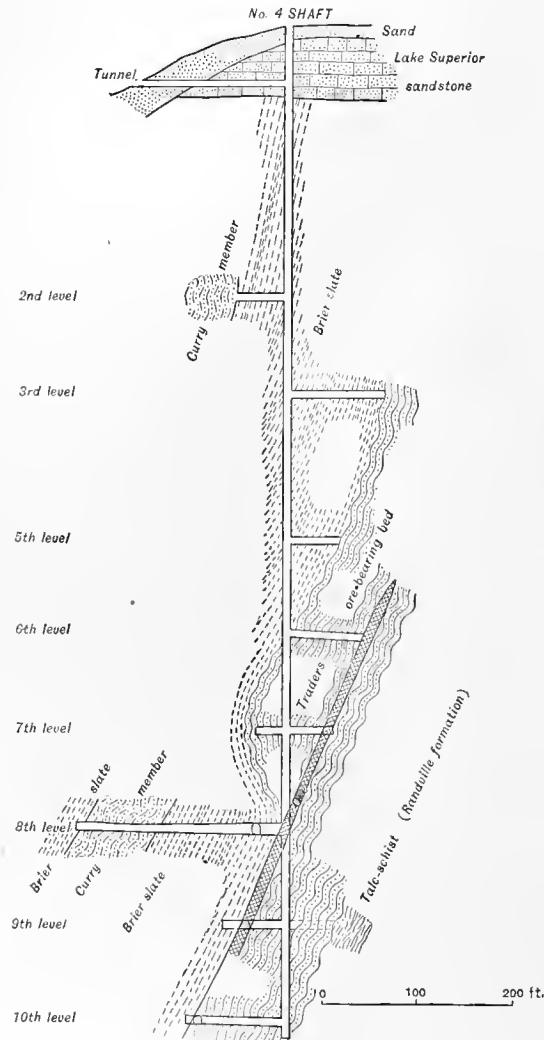 No. 4 SHAFT
Sand
Lake Superior
sandstone
Tunnel
member
Curry
2nd level
Brier slate
3rd level
5th level
ore-bearing bed
6th level
Traders
7th level
Talc-schist (Randville formation)
slate
member
8th level
Brier
Curry
Brier slate
9th level
0 100 200 ft.
10th level